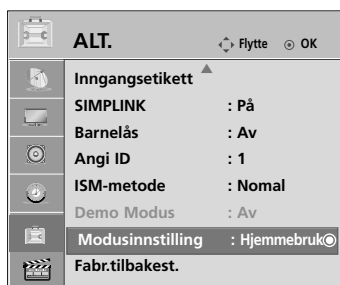 ALT. Flytte OK
Inngangsetikett
SIMPLINK : På
Barnelås : Av
Angi ID : 1
ISM-metode : Nomal
Demo Modus : Av
Modusinnstilling : Hjemmebruk
Fabr.tilbakest.